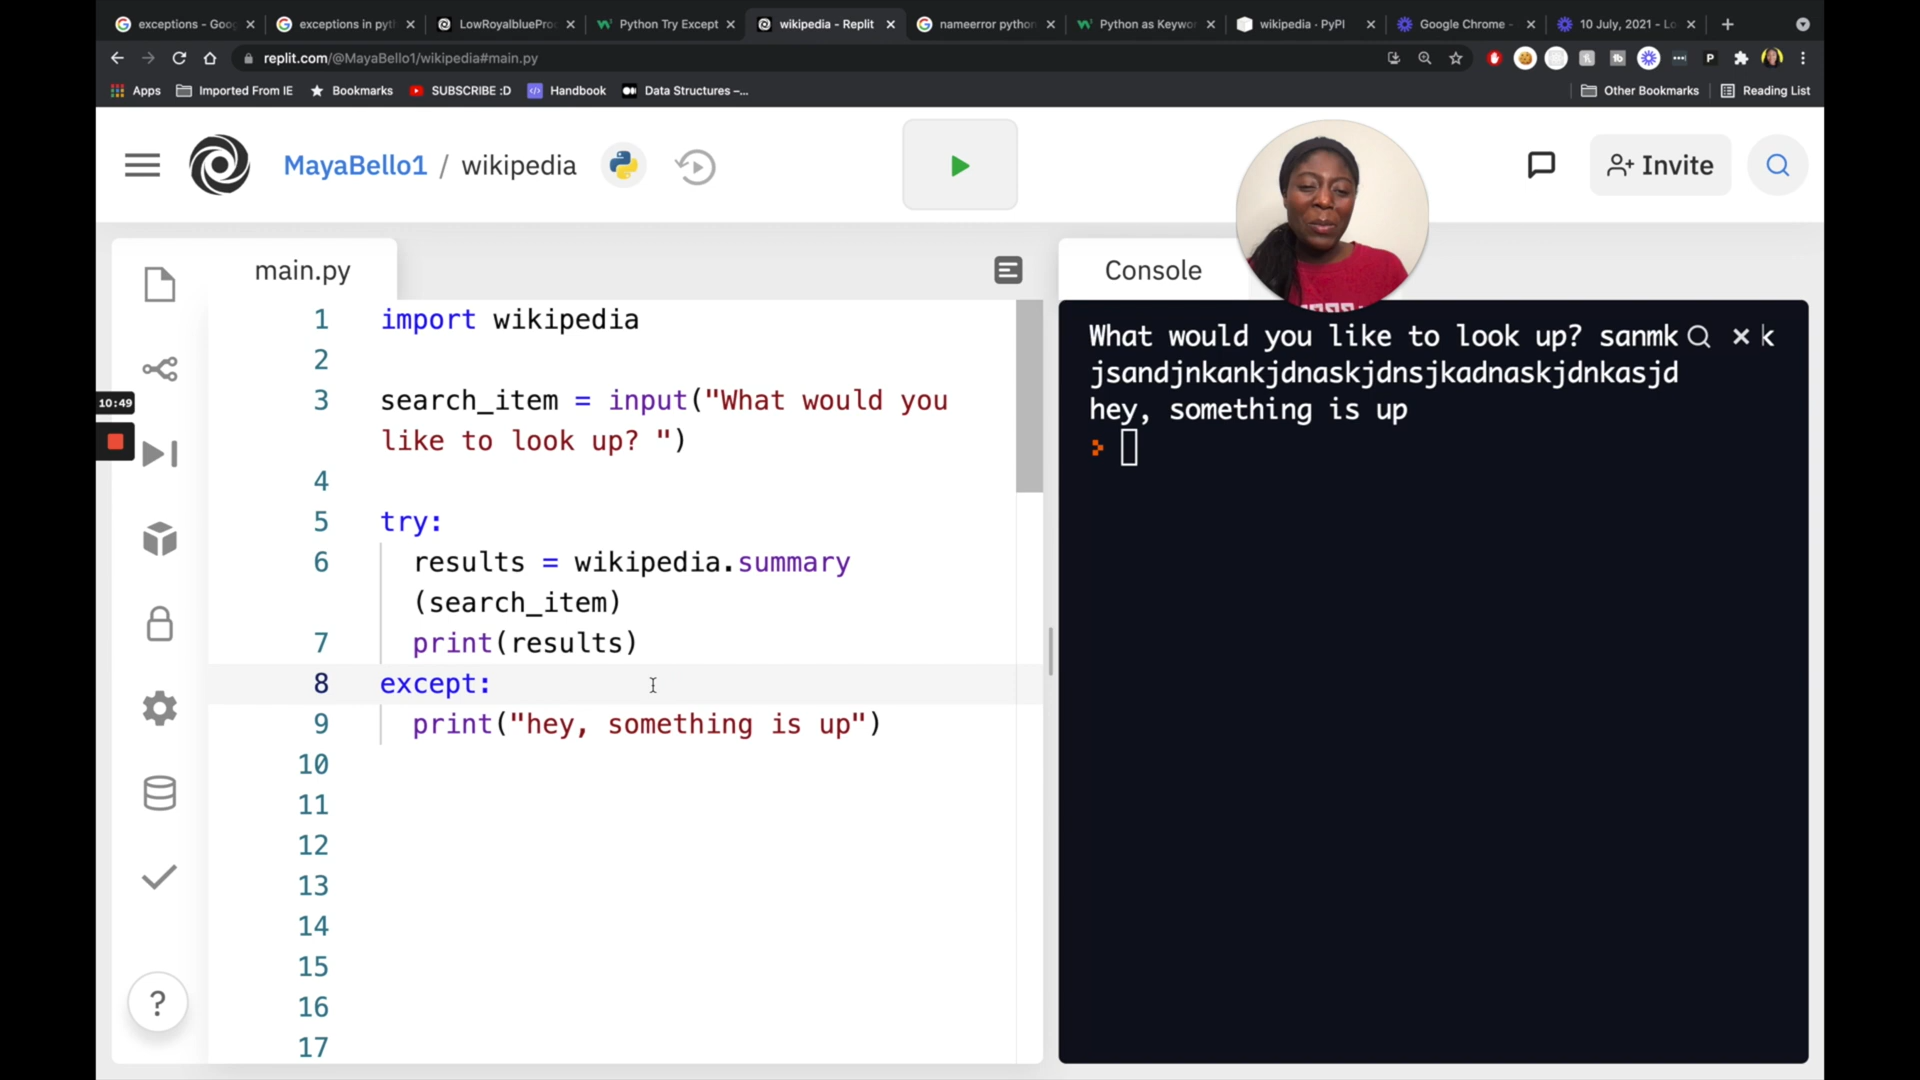 exceptions - Goo
exceptions in pyt
LowRoyalbluePro
Python Try Except
wikipedia - Replit
nameerror python
Python as Keywo
wikipedia · PyPI
Google Chrome -
10 July, 2021 - Lo
replit.com/@MayaBello1/wikipedia#main.py
Apps
Imported From IE
Bookmarks
SUBSCRIBE :D
Handbook
Data Structures –...
Other Bookmarks
Reading List
MayaBello1 / wikipedia
Invite
main.py
1 import wikipedia
2
3 search_item = input("What would you
like to look up? ")
4
5 try:
6 results = wikipedia.summary
(search_item)
7 print(results)
8 except:
9 print("hey, something is up")
10
11
12
13
14
15
16
17
10:49
?
Console
What would you like to look up? sanmk k
jsandjnkankjdnaskjdnsjkadnaskjdnkasjd
hey, something is up